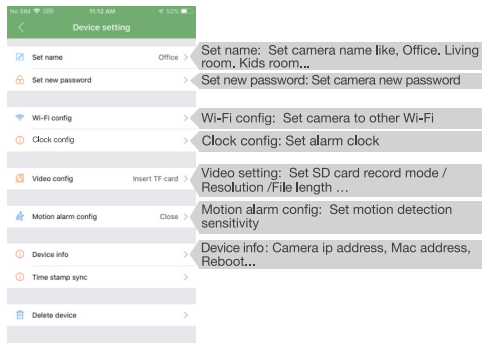 No SIM 11:12 AM 52%
Device setting
Set name Office
Set name: Set camera name like, Office. Living
room. Kids room...
Set new password
Set new password: Set camera new password
Wi-Fi config
Wi-Fi config: Set camera to other Wi-Fi
Clock config
Clock config: Set alarm clock
Video config Insert TF card
Video setting: Set SD card record mode /
Resolution /File length ...
Motion alarm config Close
Motion alarm config: Set motion detection
sensitivity
Device info
Device info: Camera ip address, Mac address,
Reboot...
Time stamp sync
Delete device